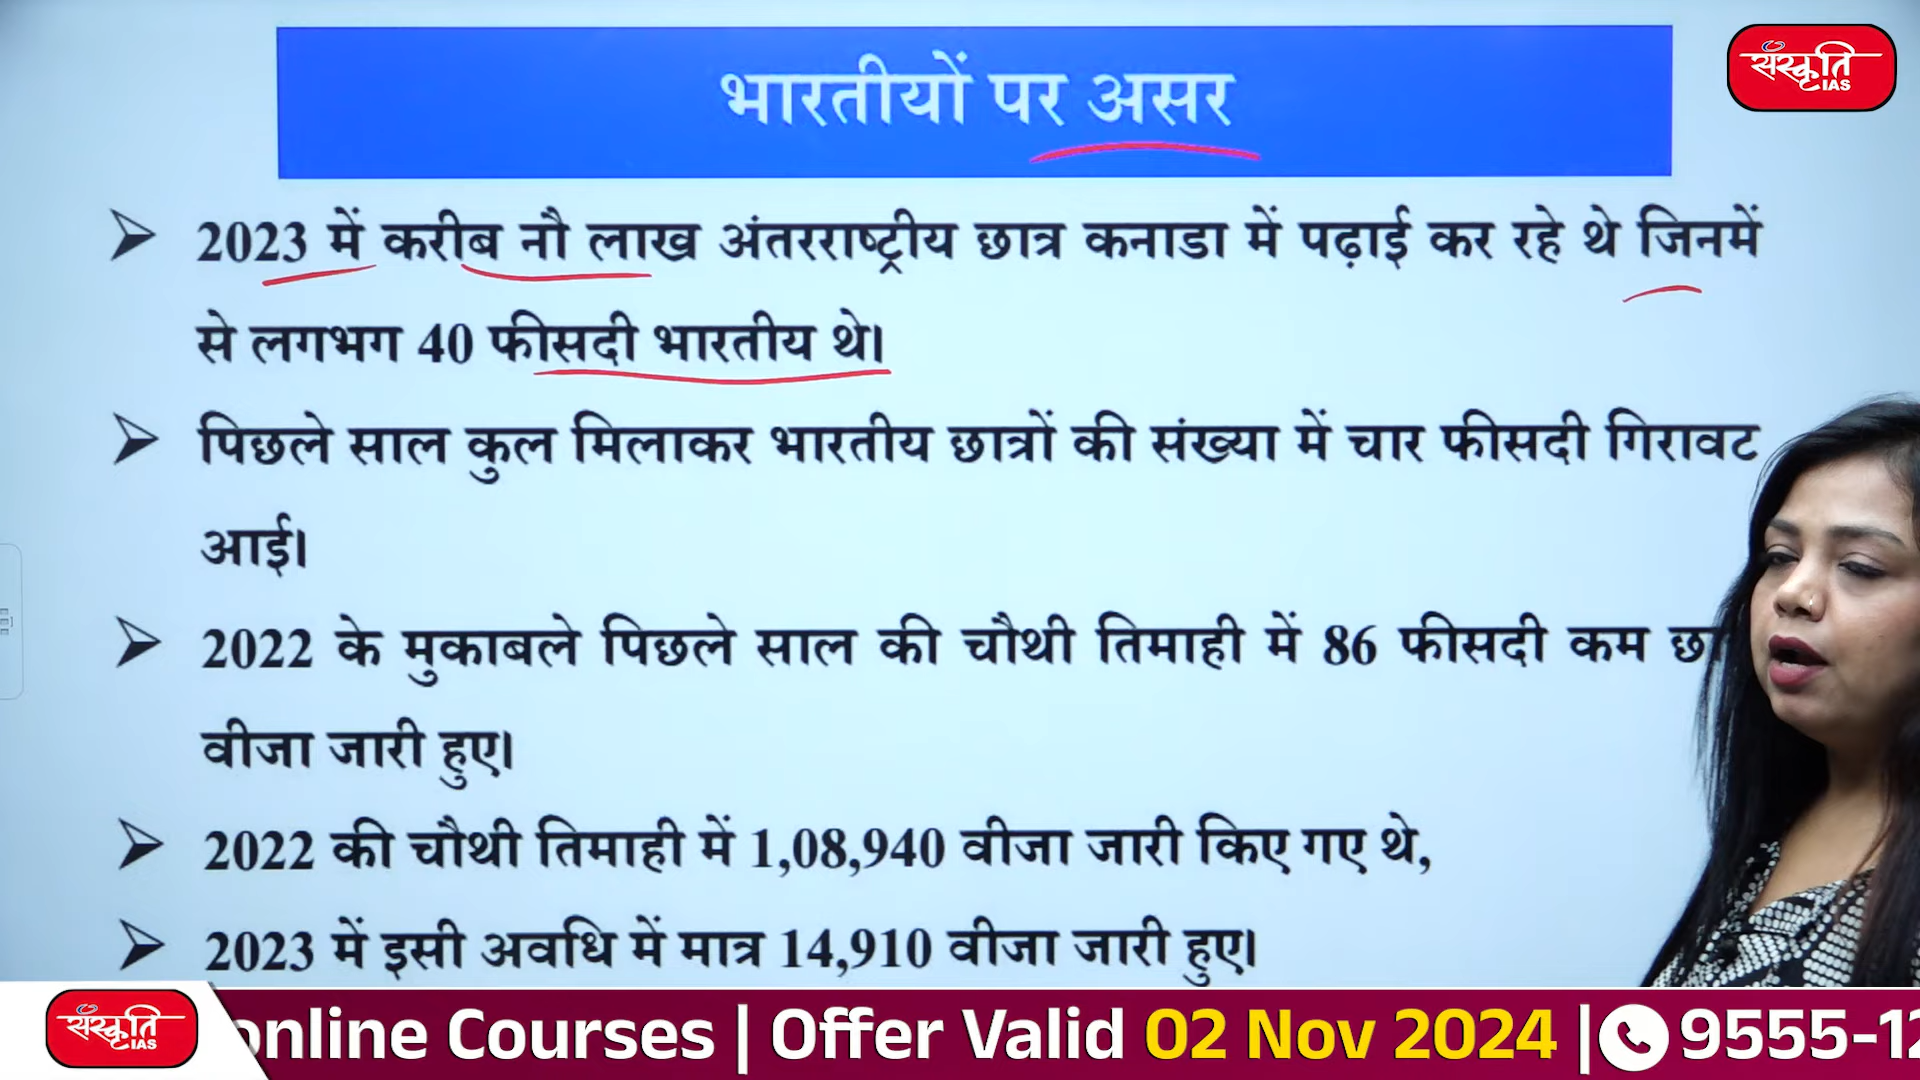 भारतीयों पर असर
संस्कृति
IAS
➢ 2023 में करीब नौ लाख अंतरराष्ट्रीय छात्र कनाडा में पढ़ाई कर रहे थे जिनमें
से लगभग 40 फीसदी भारतीय थे।
➢ पिछले साल कुल मिलाकर भारतीय छात्रों की संख्या में चार फीसदी गिरावट
आई।
➢ 2022 के मुकाबले पिछले साल की चौथी तिमाही में 86 फीसदी कम
वीजा जारी हुए।
➢ 2022 की चौथी तिमाही में 1,08,940 वीजा जारी किए गए थे,
➢ 2023 में इसी अवधि में मात्र 14,910 वीजा जारी हुए।
संस्कृति
IAS
online Courses | Offer Valid 02 Nov 2024 | 9555-12